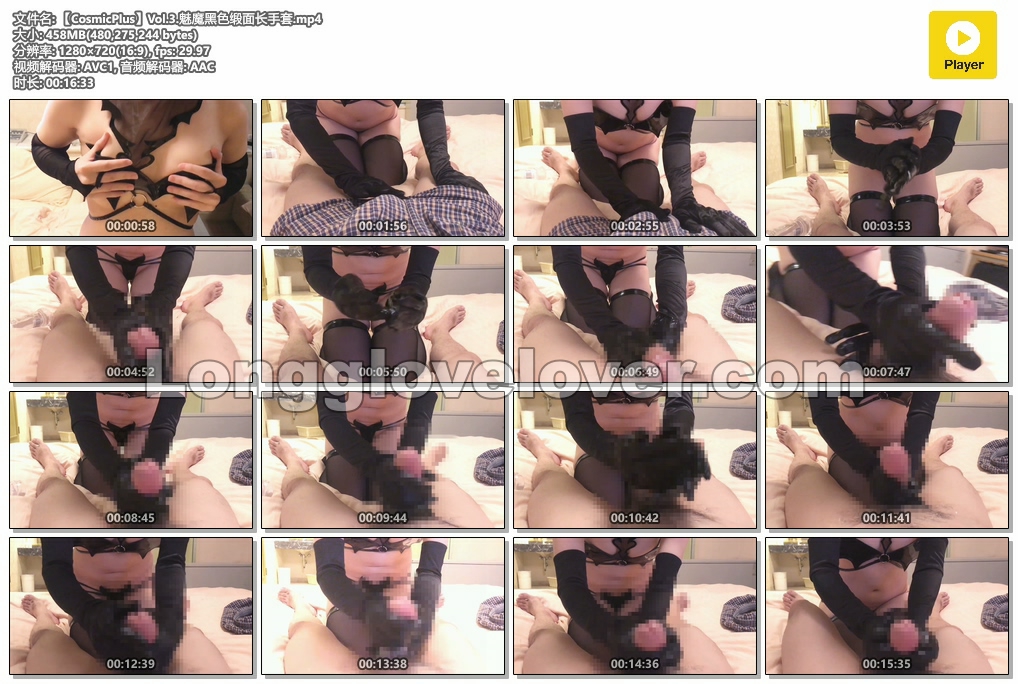 文件名: 【CosmicPlus】Vol.3.魅魔黑色缎面长手套.mp4
大小: 458MB(480,275,244 bytes)
分辨率: 1280×720(16:9), fps: 29.97
视频解码器: AVC1, 音频解码器: AAC
时长: 00:16:33
Player
00:00:58
00:01:56
00:02:55
00:03:53
00:04:52
00:05:50
00:06:49
00:07:47
Longglovelover.com
00:08:45
00:09:44
00:10:42
00:11:41
00:12:39
00:13:38
00:14:36
00:15:35